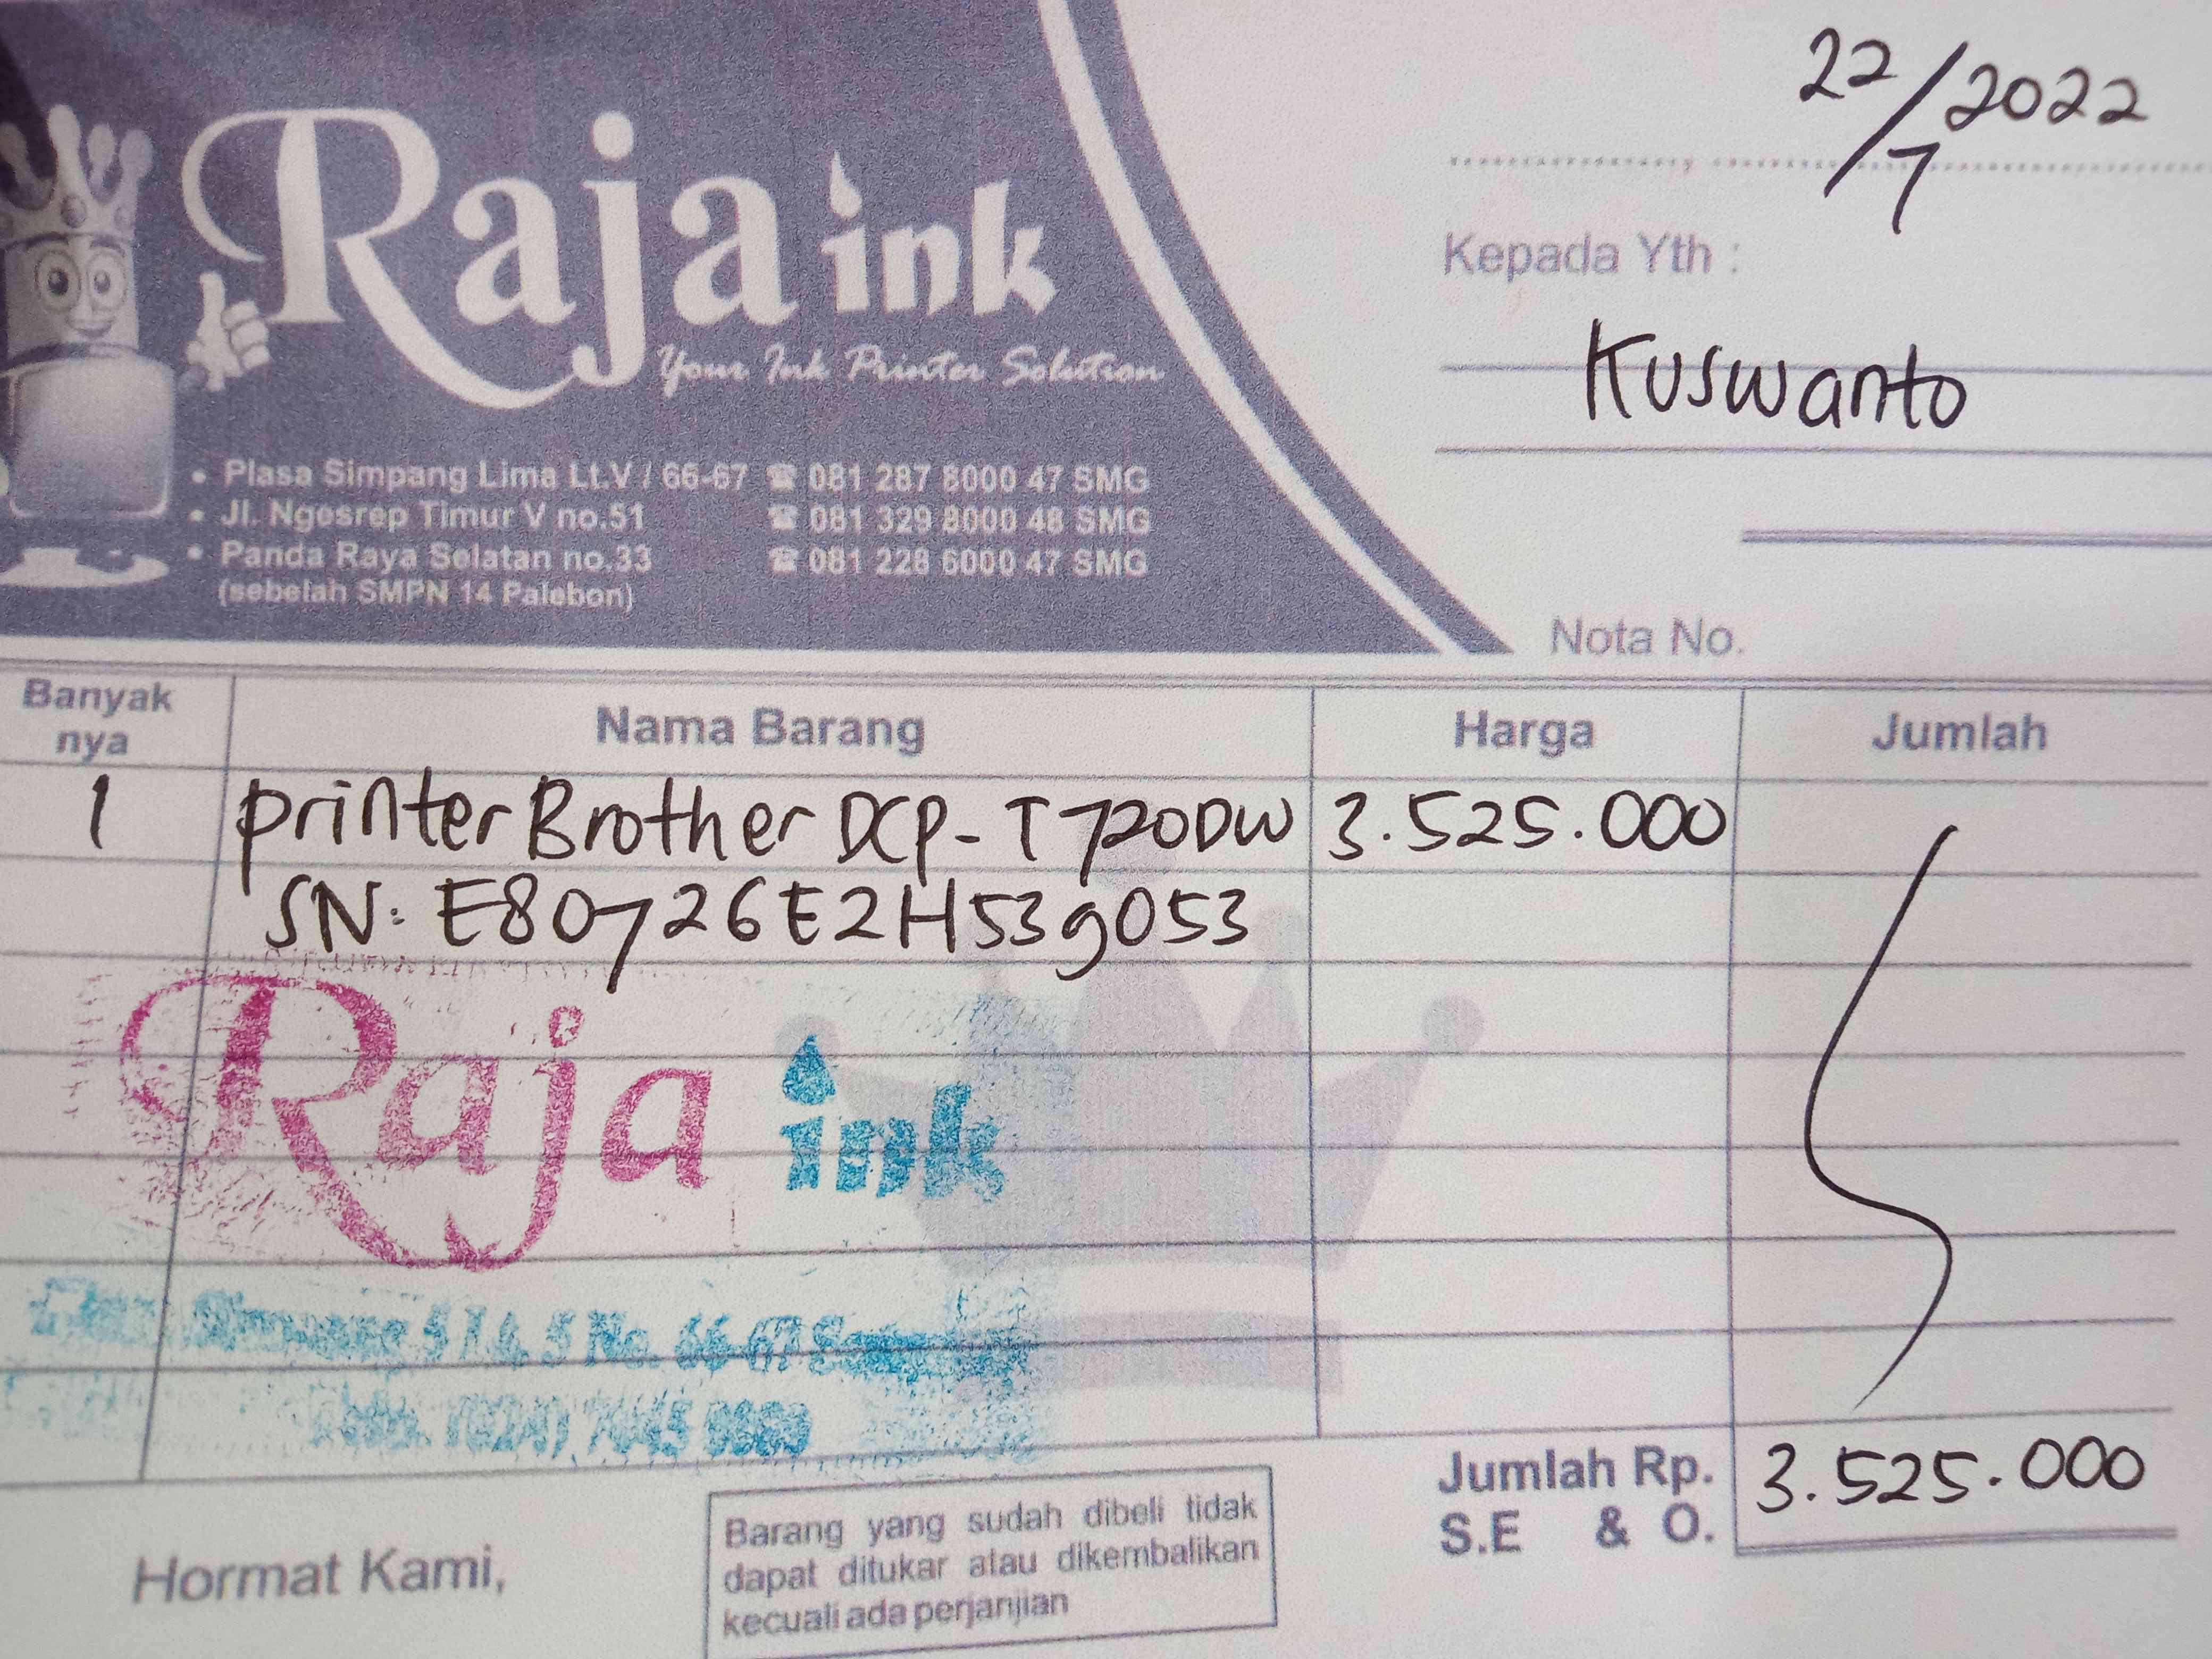 Raja ink
Your Ink Printer Solution
• Plasa Simpang Lima Lt.V / 66-67 ☎ 081 287 8000 47 SMG
• Jl. Ngesrep Timur V no.51 ☎ 081 329 8000 48 SMG
• Panda Raya Selatan no.33 ☎ 081 228 6000 47 SMG
(sebelah SMPN 14 Palebon)
22/7 2022
Kepada Yth :
Kuswanto
Nota No.
Banyak nya Nama Barang Harga Jumlah
1 printer Brother DCP-T720DW 3.525.000
SN: E80726E2H539053
Raja ink
5 No. 66-67
Jumlah Rp. 3.525.000
S.E & O.
Hormat Kami,
Barang yang sudah dibeli tidak
dapat ditukar atau dikembalikan
kecuali ada perjanjian